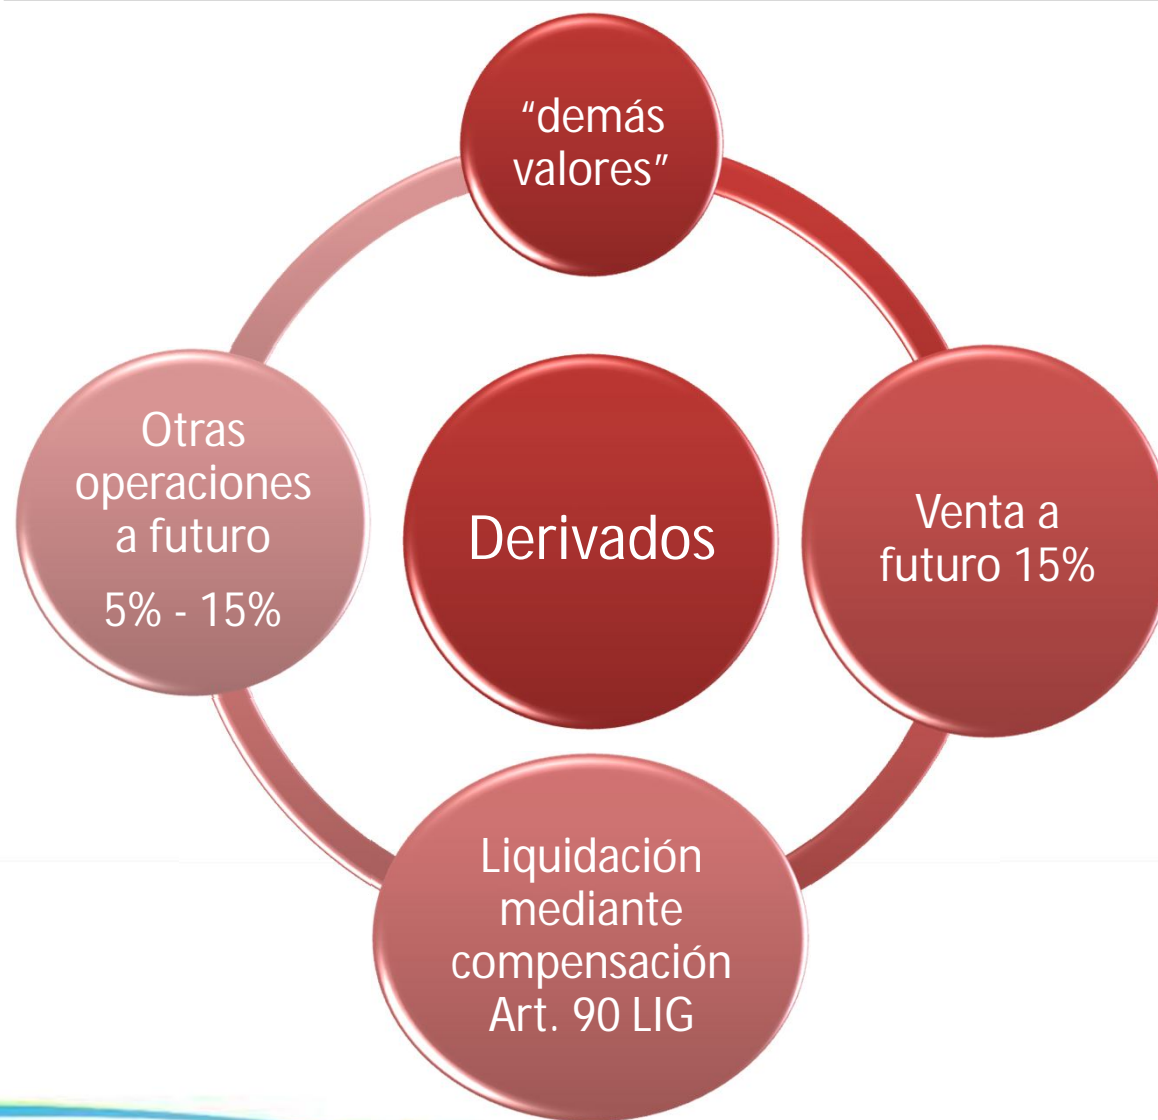 “demás
valores”
Otras
operaciones
a futuro
5% - 15%
Derivados
Venta a
futuro 15%
Liquidación
mediante
compensación
Art. 90 LIG